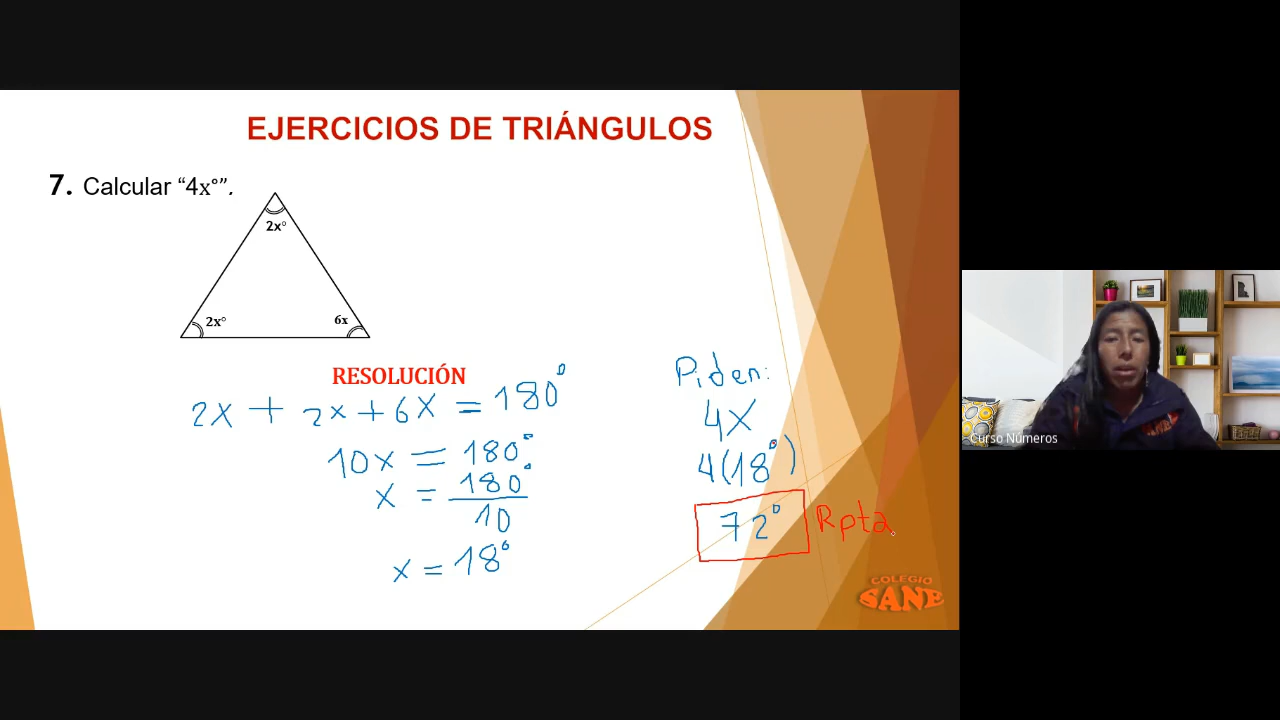 EJERCICIOS DE TRIÁNGULOS
7. Calcular “4x°”.
2x°
2x°
6x
RESOLUCIÓN
2x + 2x + 6x = 180°
10x = 180°
x = 180°
10
x = 18°
Piden:
4x
4(18°)
72° Rpta.
COLEGIO
SANE
Curso Números